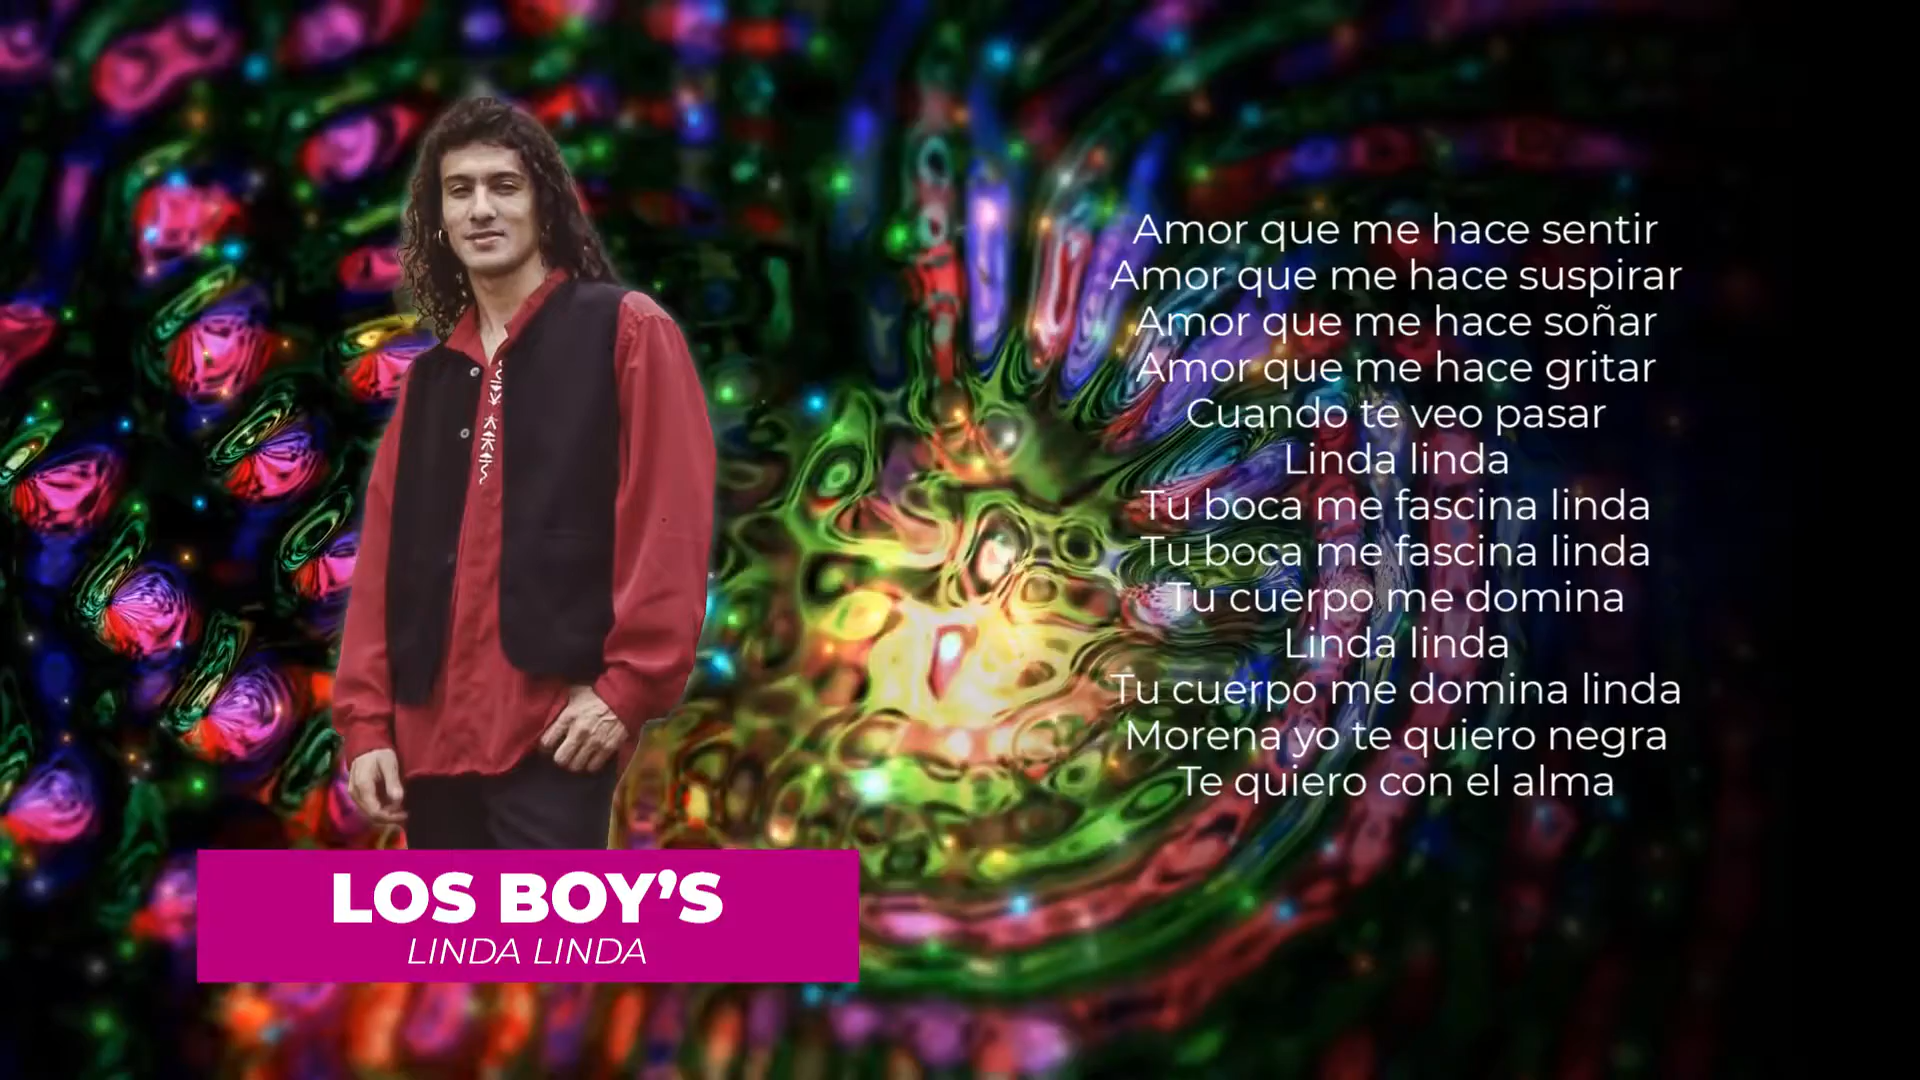 Amor que me hace sentir
Amor que me hace suspirar
Amor que me hace soñar
Amor que me hace gritar
Cuando te veo pasar
Linda linda
Tu boca me fascina linda
Tu boca me fascina linda
Tu cuerpo me domina
Linda linda
Tu cuerpo me domina linda
Morena yo te quiero negra
Te quiero con el alma
LOS BOY’S
LINDA LINDA